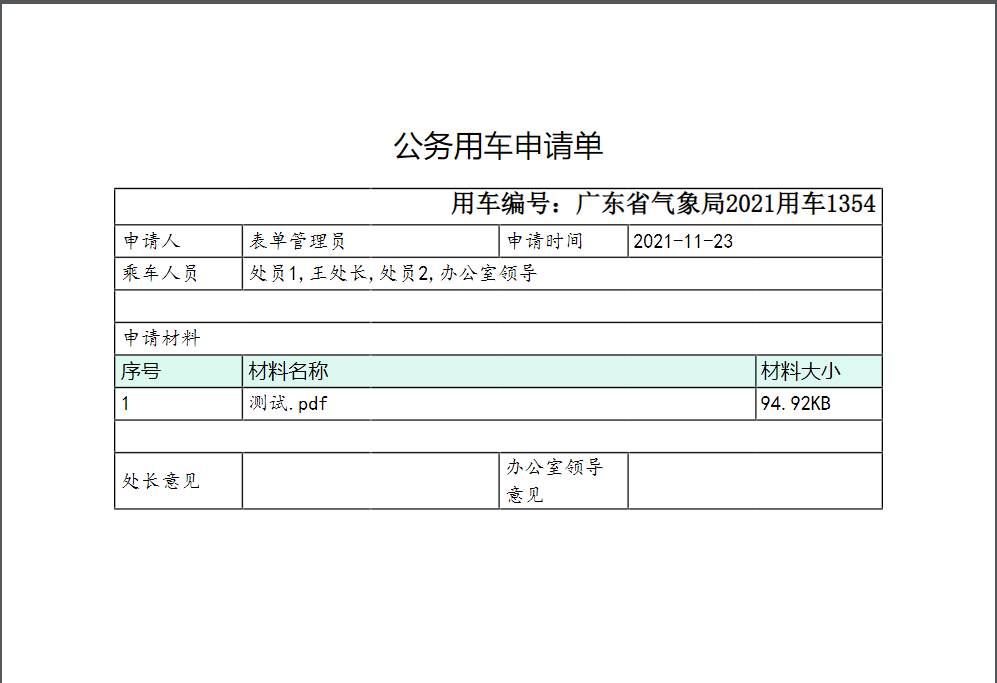 公务用车申请单
用车编号：广东省气象局2021用车1354
申请人 表单管理员 申请时间 2021-11-23
乘车人员 处员1,王处长,处员2,办公室领导
申请材料
序号 材料名称 材料大小
1 测试.pdf 94.92KB
处长意见 办公室领导
意见